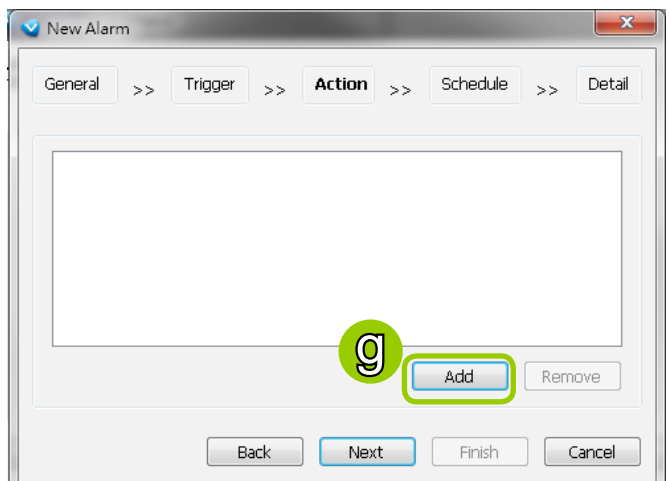 New Alarm
General >> Trigger >> Action >> Schedule >> Detail
g
Add Remove
Back Next Finish Cancel